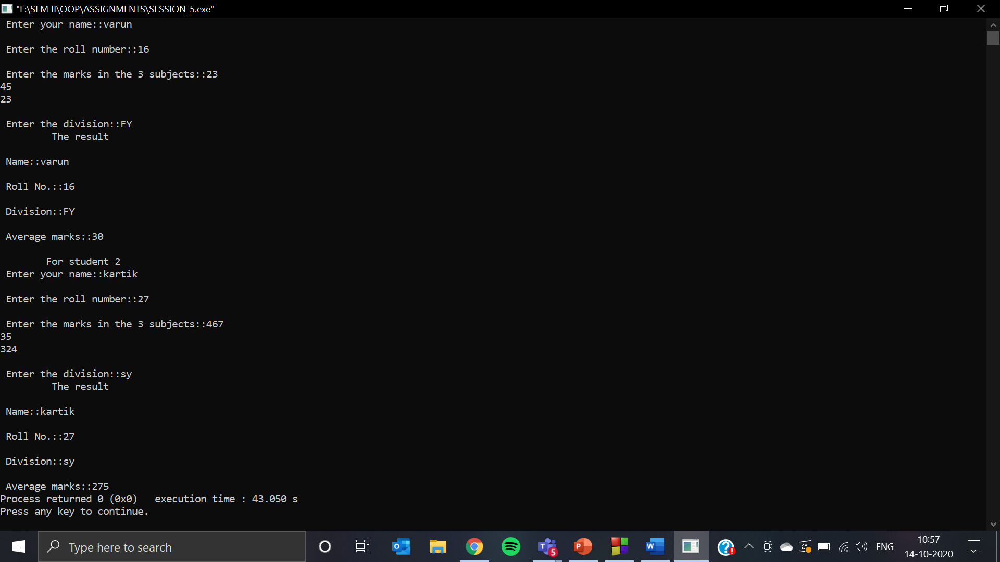 "E:\SEM II\OOP\ASSIGNMENTS\SESSION_5.exe"
Enter your name::varun
Enter the roll number::16
Enter the marks in the 3 subjects::23
45
23
Enter the division::FY
The result
Name::varun
Roll No.::16
Division::FY
Average marks::30
For student 2
Enter your name::kartik
Enter the roll number::27
Enter the marks in the 3 subjects::467
35
324
Enter the division::sy
The result
Name::kartik
Roll No.::27
Division::sy
Average marks::275
Process returned 0 (0x0)   execution time : 43.050 s
Press any key to continue.
Type here to search
O
T
5
P
W
?
!
ENG
10:57
14-10-2020